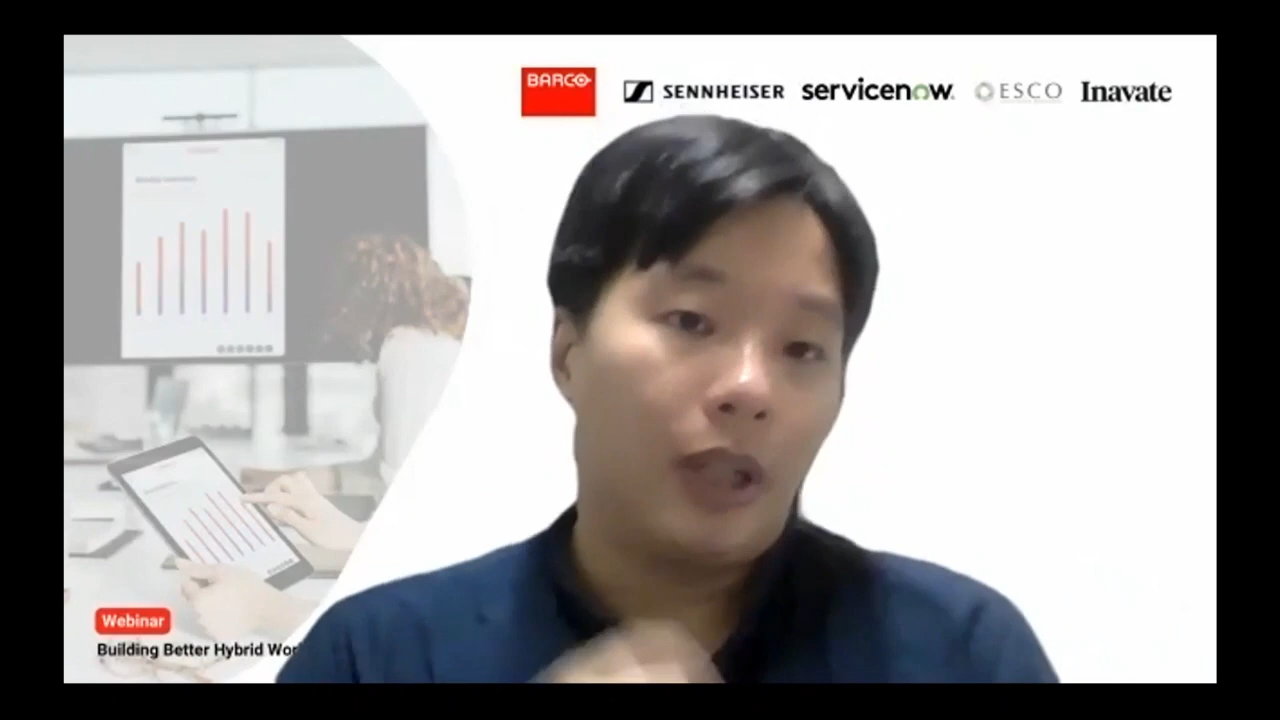 BARCO SENNHEISER servicenow. ESCO Inavate
Webinar
Building Better Hybrid Wor